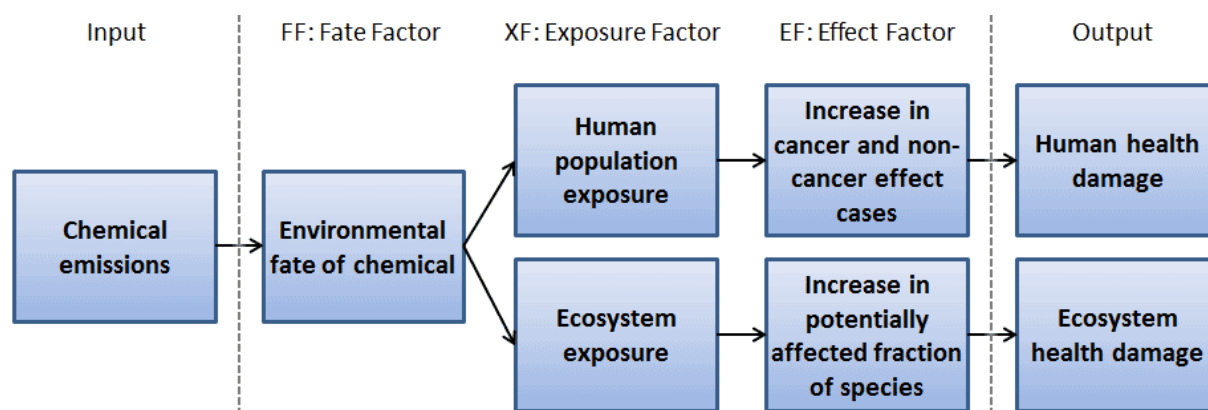 Input
FF: Fate Factor
XF: Exposure Factor
EF: Effect Factor
Output
Chemical
emissions
Environmental
fate of chemical
Human
population
exposure
Increase in
cancer and non-
cancer effect
cases
Human health
damage
Ecosystem
exposure
Increase in
potentially
affected fraction
of species
Ecosystem
health damage